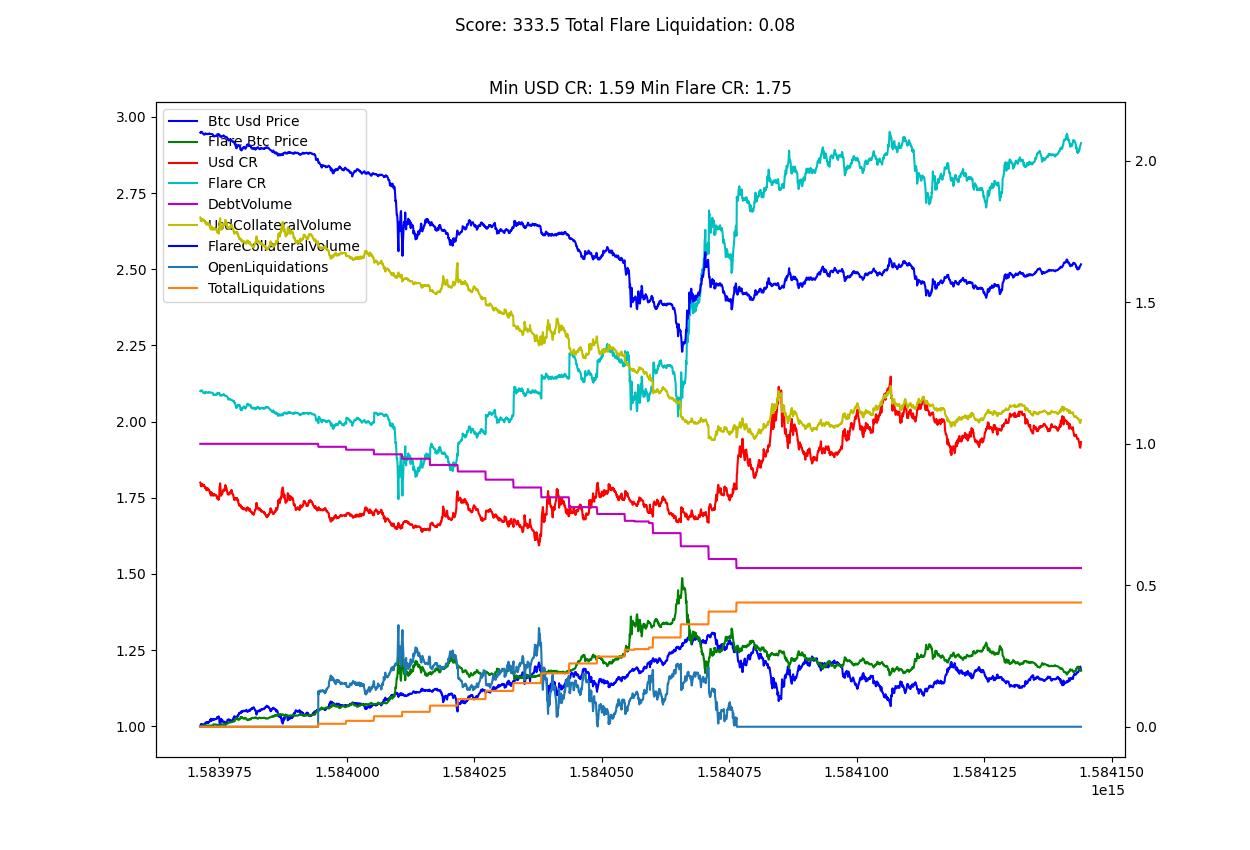 Score: 333.5 Total Flare Liquidation: 0.08
Min USD CR: 1.59 Min Flare CR: 1.75
Btc Usd Price
Flare Btc Price
Usd CR
Flare CR
DebtVolume
UsdCollateralVolume
FlareCollateralVolume
OpenLiquidations
TotalLiquidations
3.00
2.75
2.50
2.25
2.00
1.75
1.50
1.25
1.00
2.0
1.5
1.0
0.5
0.0
1.583975
1.584000
1.584025
1.584050
1.584075
1.584100
1.584125
1.584150
1e15